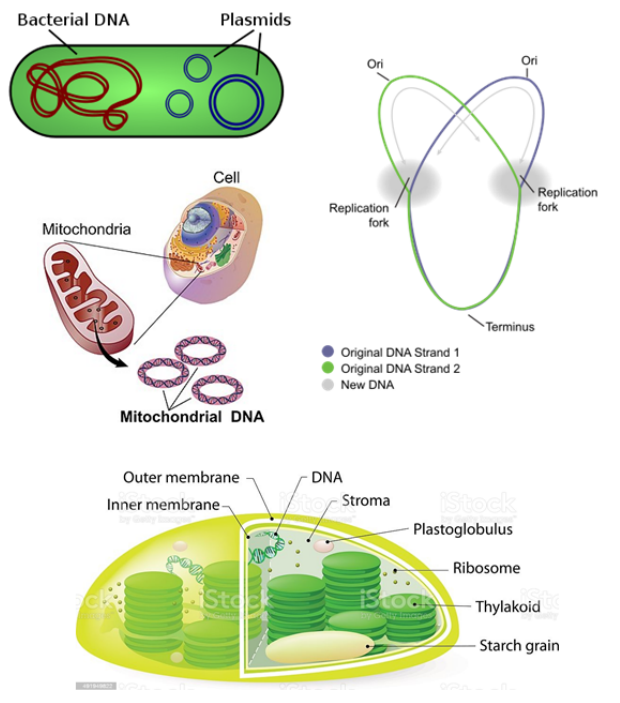 Bacterial DNA
Plasmids
Ori
Ori
Replication
fork
Replication
fork
Terminus
Original DNA Strand 1
Original DNA Strand 2
New DNA
Cell
Mitochondria
Mitochondrial DNA
Outer membrane
DNA
Inner membrane
Stroma
Plastoglobulus
Ribosome
Thylakoid
Starch grain
iStock
iStock
by Getty Images
iStock